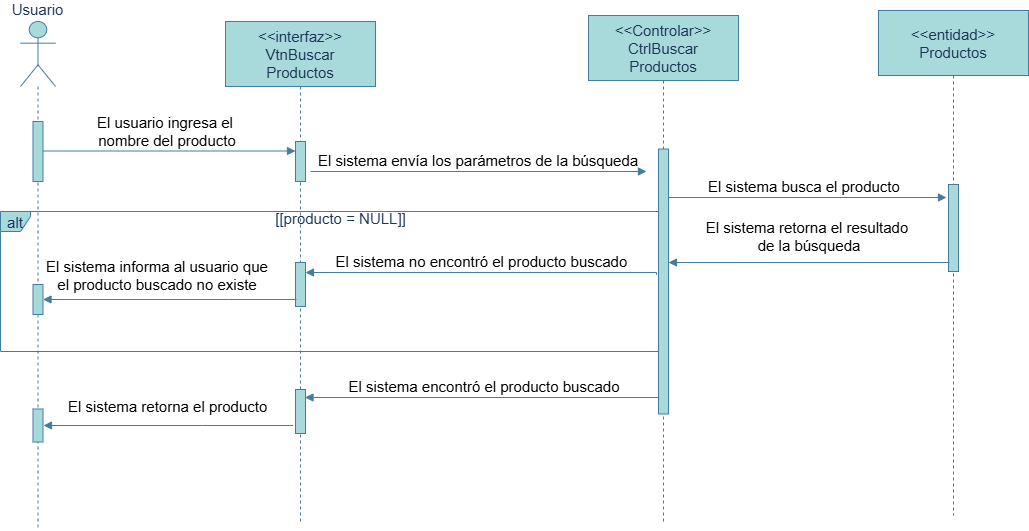 Usuario
<<interfaz>>
VtnBuscar
Productos
<<Controlar>>
CtrlBuscar
Productos
<<entidad>>
Productos
El usuario ingresa el
nombre del producto
El sistema envía los parámetros de la búsqueda
El sistema busca el producto
alt
[[producto = NULL]]
El sistema retorna el resultado
de la búsqueda
El sistema no encontró el producto buscado
El sistema informa al usuario que
el producto buscado no existe
El sistema encontró el producto buscado
El sistema retorna el producto